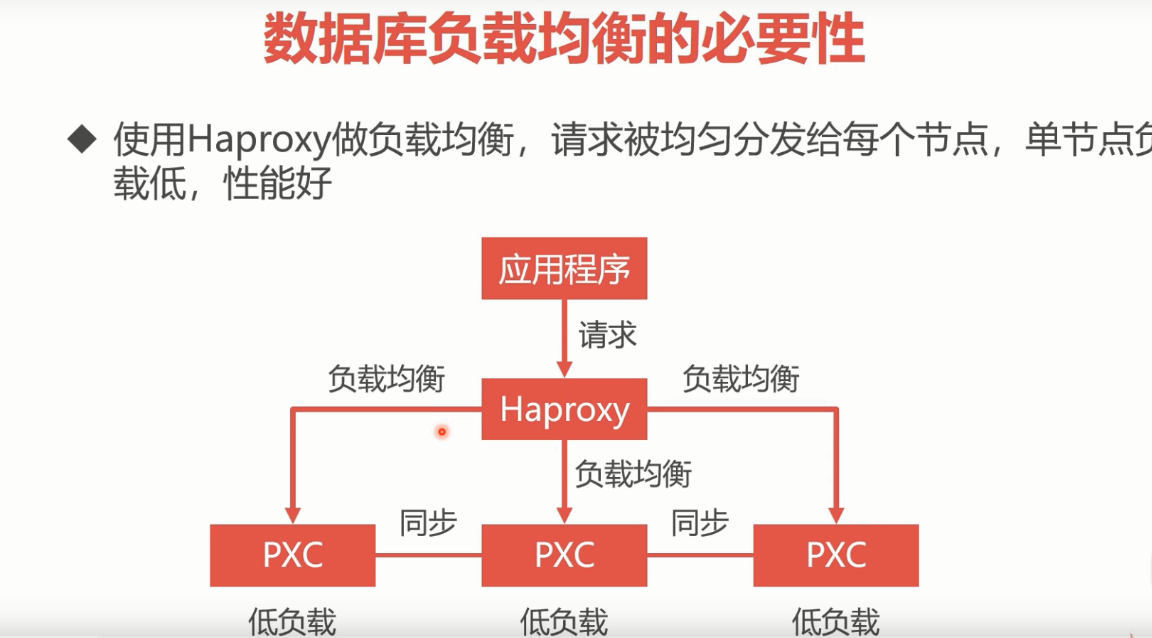 数据库负载均衡的必要性
◆ 使用Haproxy做负载均衡，请求被均匀分发给每个节点，单节点负
载低，性能好
应用程序
请求
负载均衡
负载均衡
Haproxy
负载均衡
同步
同步
PXC
PXC
PXC
低负载
低负载
低负载